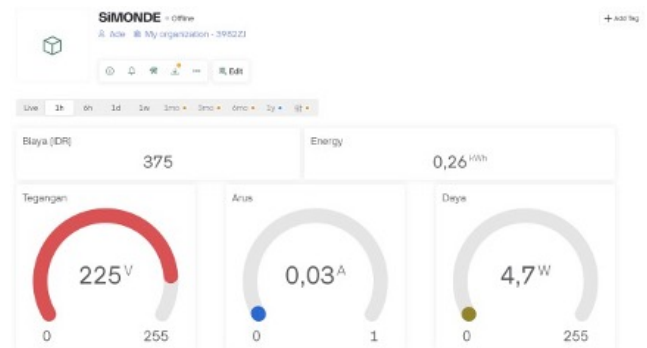 SiMONDE Offline
Add Tag
Ade My organization - 3952ZJ
Edit
Live 1h 6h 1d 1w 1mo 3mo 6mo 1y
Biaya (IDR)
375
Energy
0,26 kWh
Tegangan
225 V
0 255
Arus
0,03 A
0 1
Daya
4,7 W
0 255